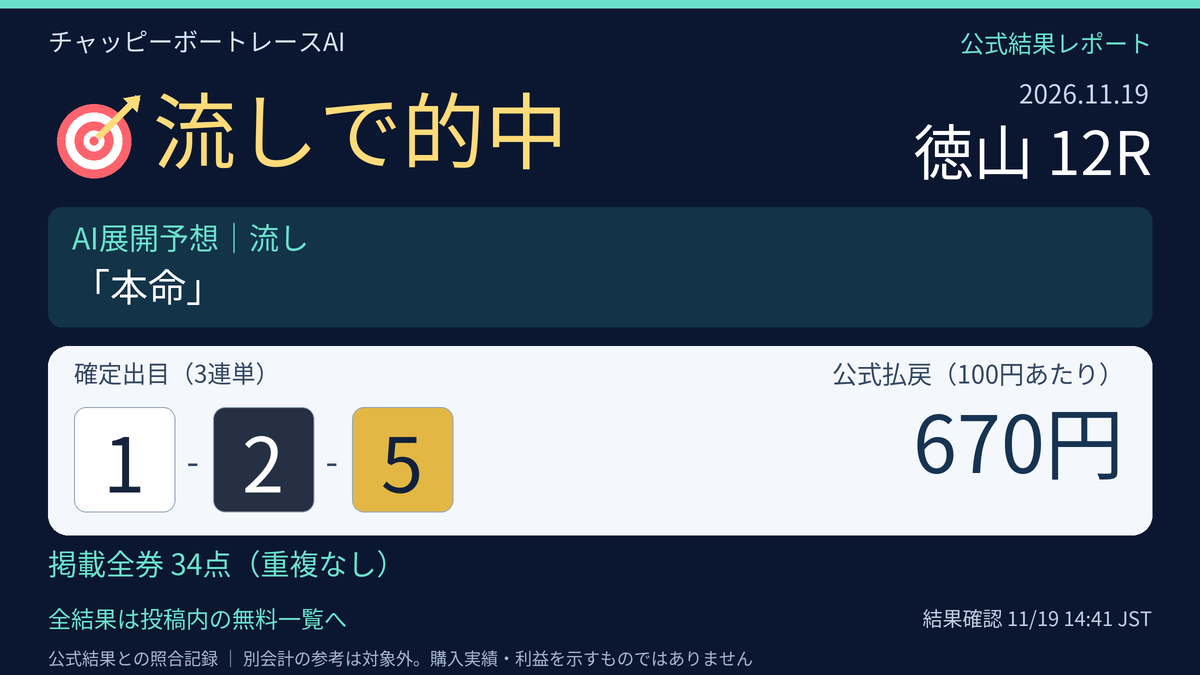 チャッピーボートレースAI
公式結果レポート
2026.11.19
流しで的中
徳山 12R
AI展開予想｜流し
「本命」
確定出目（3連単）
公式払戻（100円あたり）
1 - 2 - 5
670円
掲載全券 34点（重複なし）
全結果は投稿内の無料一覧へ
結果確認 11/19 14:41 JST
公式結果との照合記録 ｜ 別会計の参考は対象外。購入実績・利益を示すものではありません